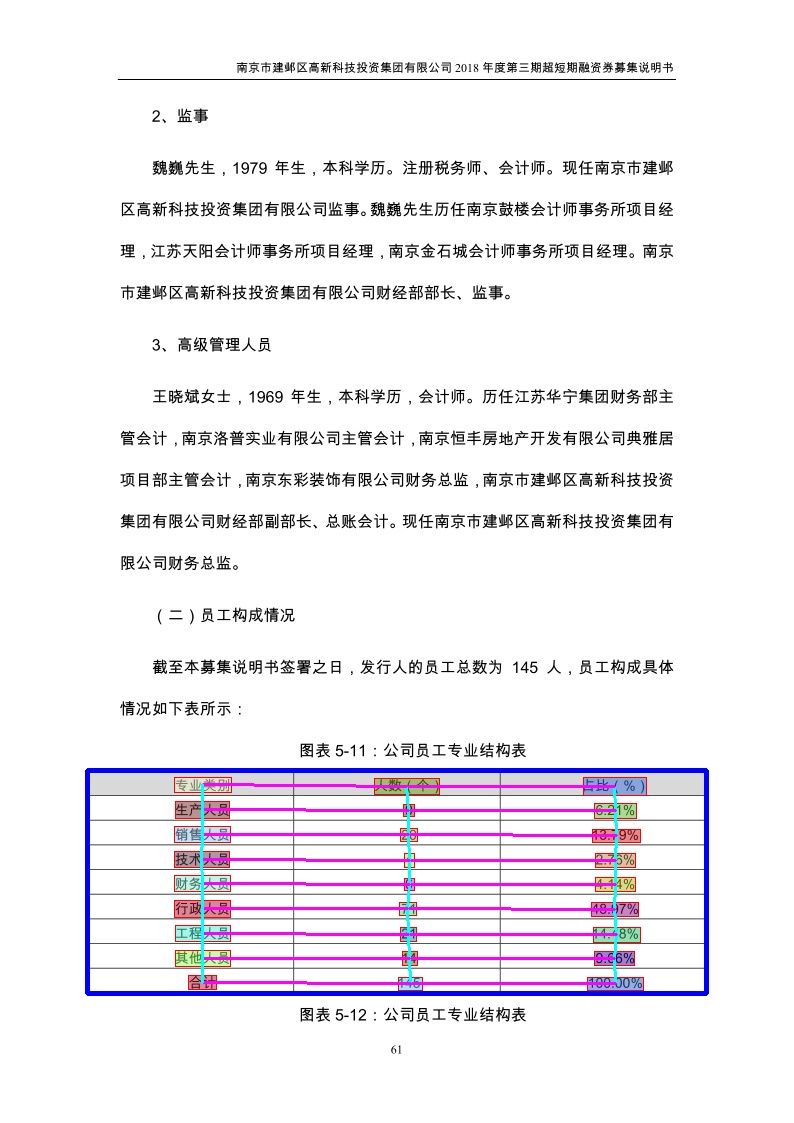 南京市建邺区高新科技投资集团有限公司 2018 年度第三期超短期融资券募集说明书
2、监事
魏巍先生，1979 年生，本科学历。注册税务师、会计师。现任南京市建邺
区高新科技投资集团有限公司监事。魏巍先生历任南京鼓楼会计师事务所项目经
理，江苏天阳会计师事务所项目经理，南京金石城会计师事务所项目经理。南京
市建邺区高新科技投资集团有限公司财经部部长、监事。
3、高级管理人员
王晓斌女士，1969 年生，本科学历，会计师。历任江苏华宁集团财务部主
管会计，南京洛普实业有限公司主管会计，南京恒丰房地产开发有限公司典雅居
项目部主管会计，南京东彩装饰有限公司财务总监，南京市建邺区高新科技投资
集团有限公司财经部副部长、总账会计。现任南京市建邺区高新科技投资集团有
限公司财务总监。
（二）员工构成情况
截至本募集说明书签署之日，发行人的员工总数为 145 人，员工构成具体
情况如下表所示：
图表 5-11：公司员工专业结构表
专业类别 人数（个） 占比（%）
生产人员 9 6.21%
销售人员 20 13.79%
技术人员 4 2.76%
财务人员 6 4.14%
行政人员 71 48.97%
工程人员 21 14.48%
其他人员 14 9.66%
合计 145 100.00%
图表 5-12：公司员工专业结构表
61